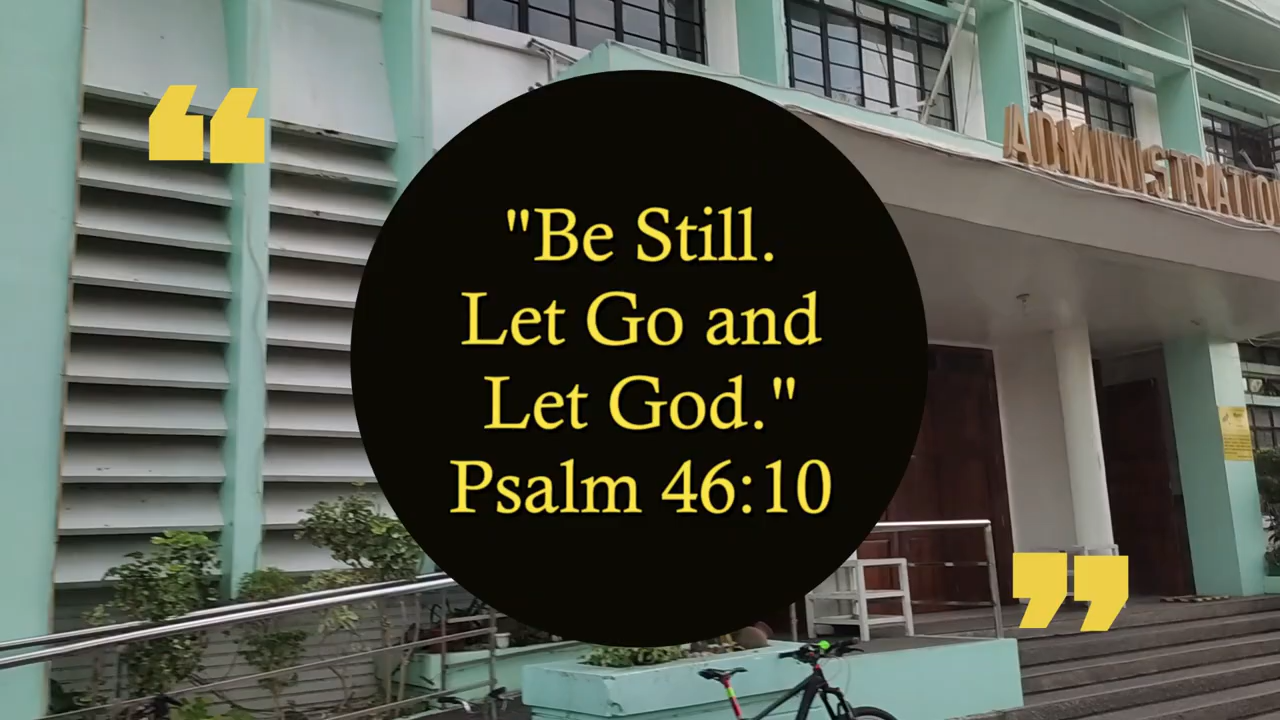 ADMINISTRATIO
❝
"Be Still.
Let Go and
Let God."
Psalm 46:10
❞